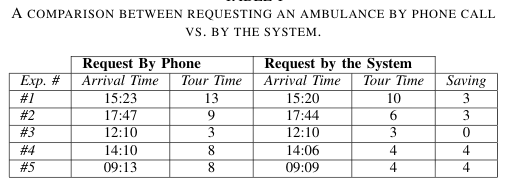 A COMPARISON BETWEEN REQUESTING AN AMBULANCE BY PHONE CALL
VS. BY THE SYSTEM.
Request By Phone Request by the System
Exp. # Arrival Time Tour Time Arrival Time Tour Time Saving
#1 15:23 13 15:20 10 3
#2 17:47 9 17:44 6 3
#3 12:10 3 12:10 3 0
#4 14:10 8 14:06 4 4
#5 09:13 8 09:09 4 4